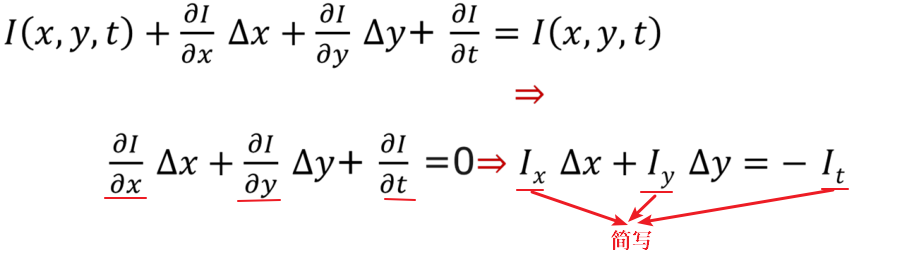 I(x, y, t) + ∂I/∂x Δx + ∂I/∂y Δy + ∂I/∂t = I(x, y, t)
⇒
∂I/∂x Δx + ∂I/∂y Δy + ∂I/∂t =0⇒ I_x Δx + I_y Δy = − I_t
简写